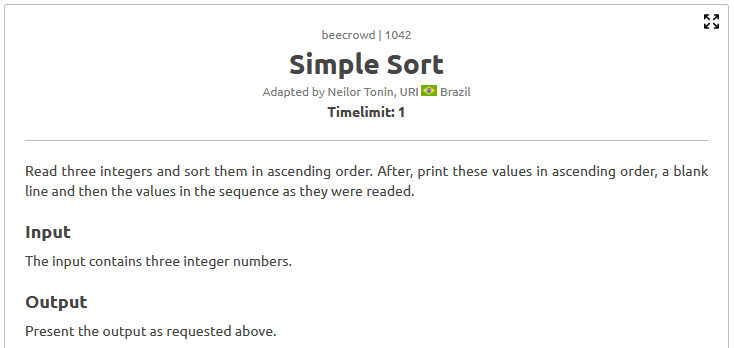 beecrowd | 1042
Simple Sort
Adapted by Neilor Tonin, URI Brazil
Timelimit: 1
Read three integers and sort them in ascending order. After, print these values in ascending order, a blank
line and then the values in the sequence as they were readed.
Input
The input contains three integer numbers.
Output
Present the output as requested above.